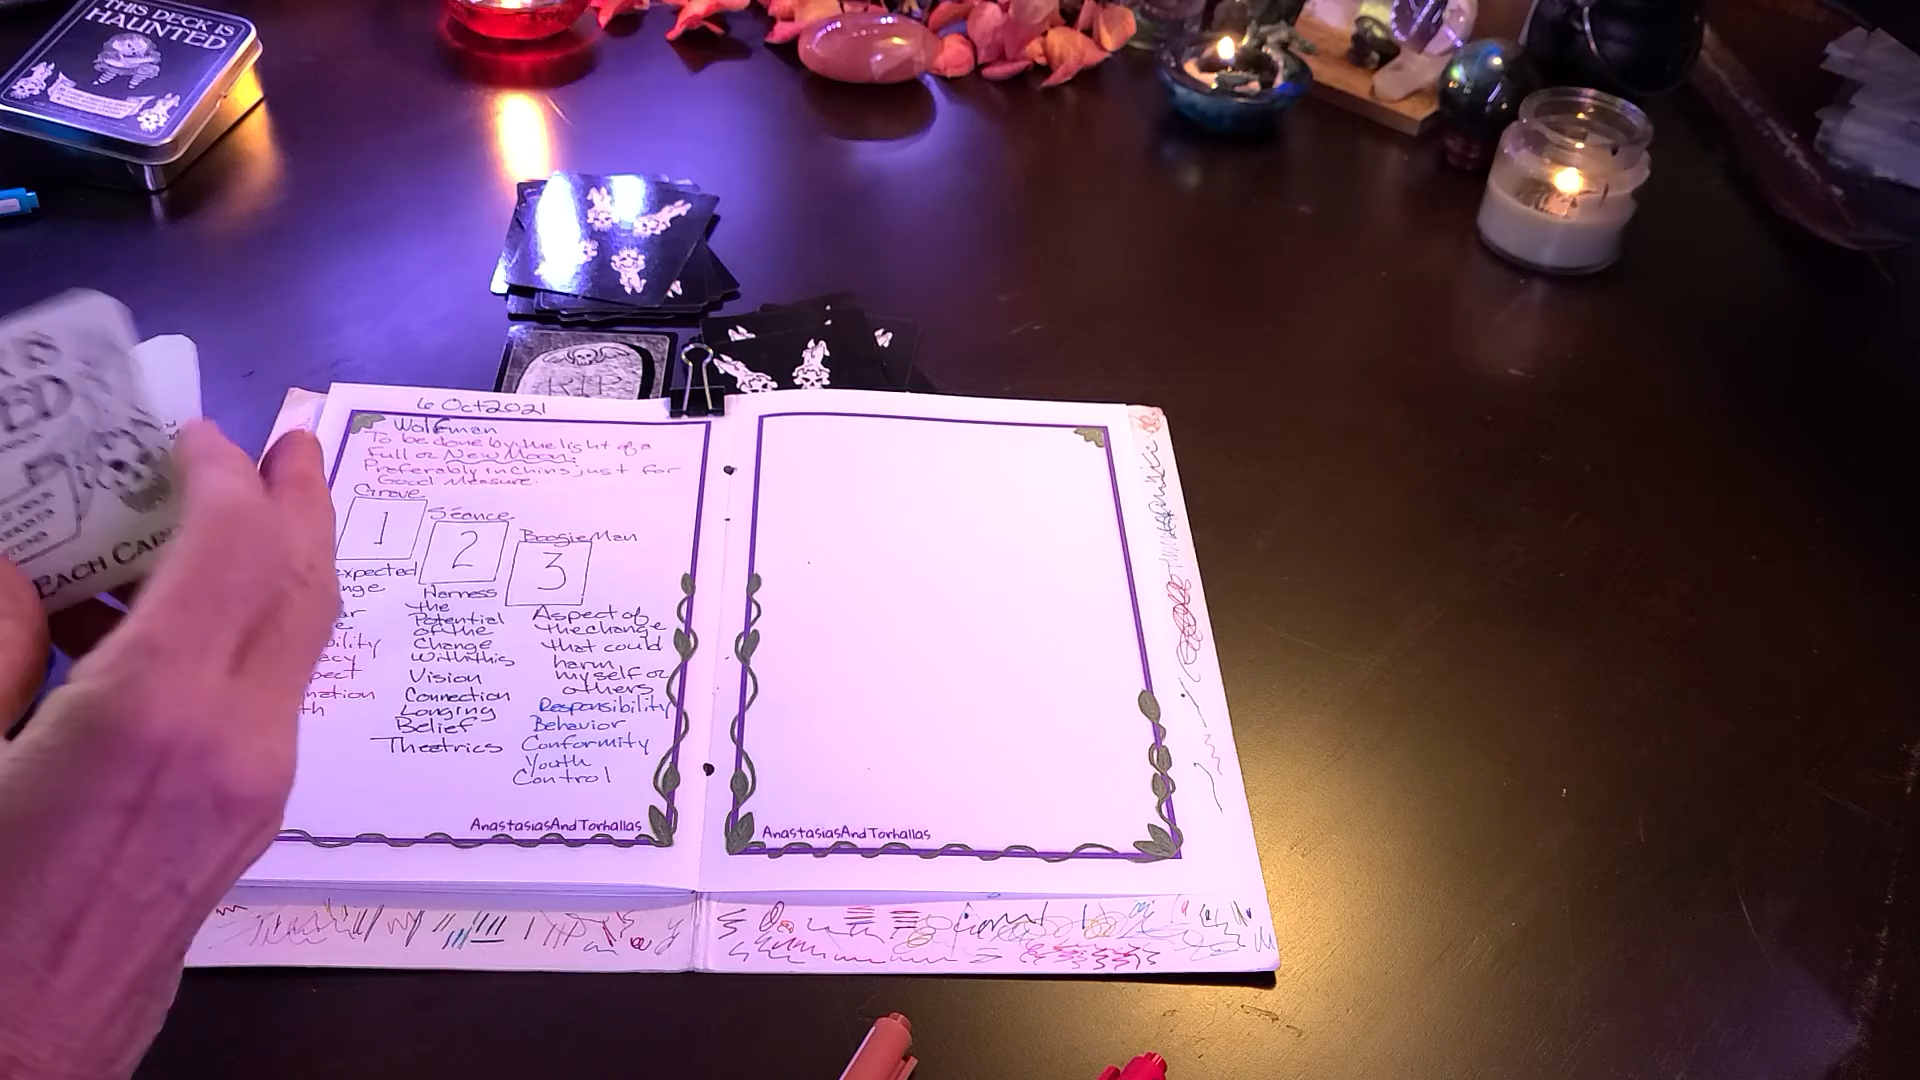 THIS DECK IS
HAUNTED
EACH
RIP
6 Oct 2021
Wolfman
To be done by the light of a
Full or New Moon.
Preferably in China just for
Good Measure.
Grave
1
Séance
2
BoogieMan
3
expected
Harness
the
Potential
of the
Change
With this
Vision
Connection
Longing
Belief
Theatrics
Aspect of
the change
that could
harm
myself or
others
Responsibility
Behavior
Conformity
Youth
Control
AnastasiasAndTorhallas
AnastasiasAndTorhallas